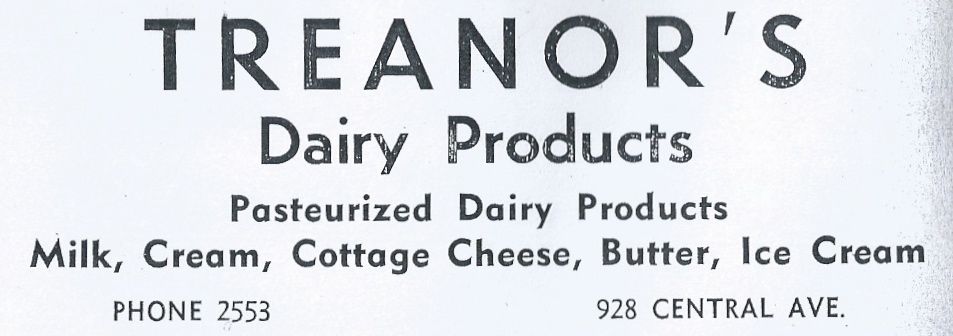 TREANOR'S
Dairy Products
Pasteurized Dairy Products
Milk, Cream, Cottage Cheese, Butter, Ice Cream
PHONE 2553 928 CENTRAL AVE.